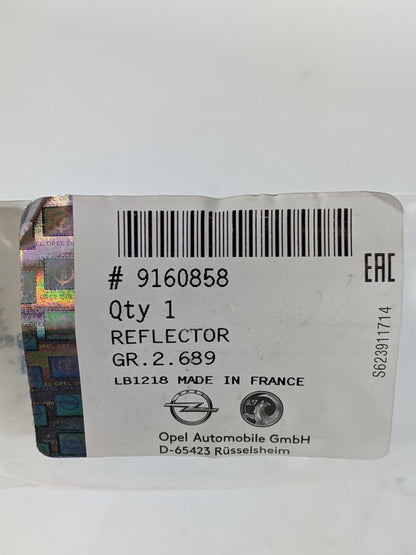 # 9160858
EAC
Qty 1
REFLECTOR
GR.2.689
LB1218 MADE IN FRANCE
S623911714
Opel Automobile GmbH
D-65423 Rüsselsheim